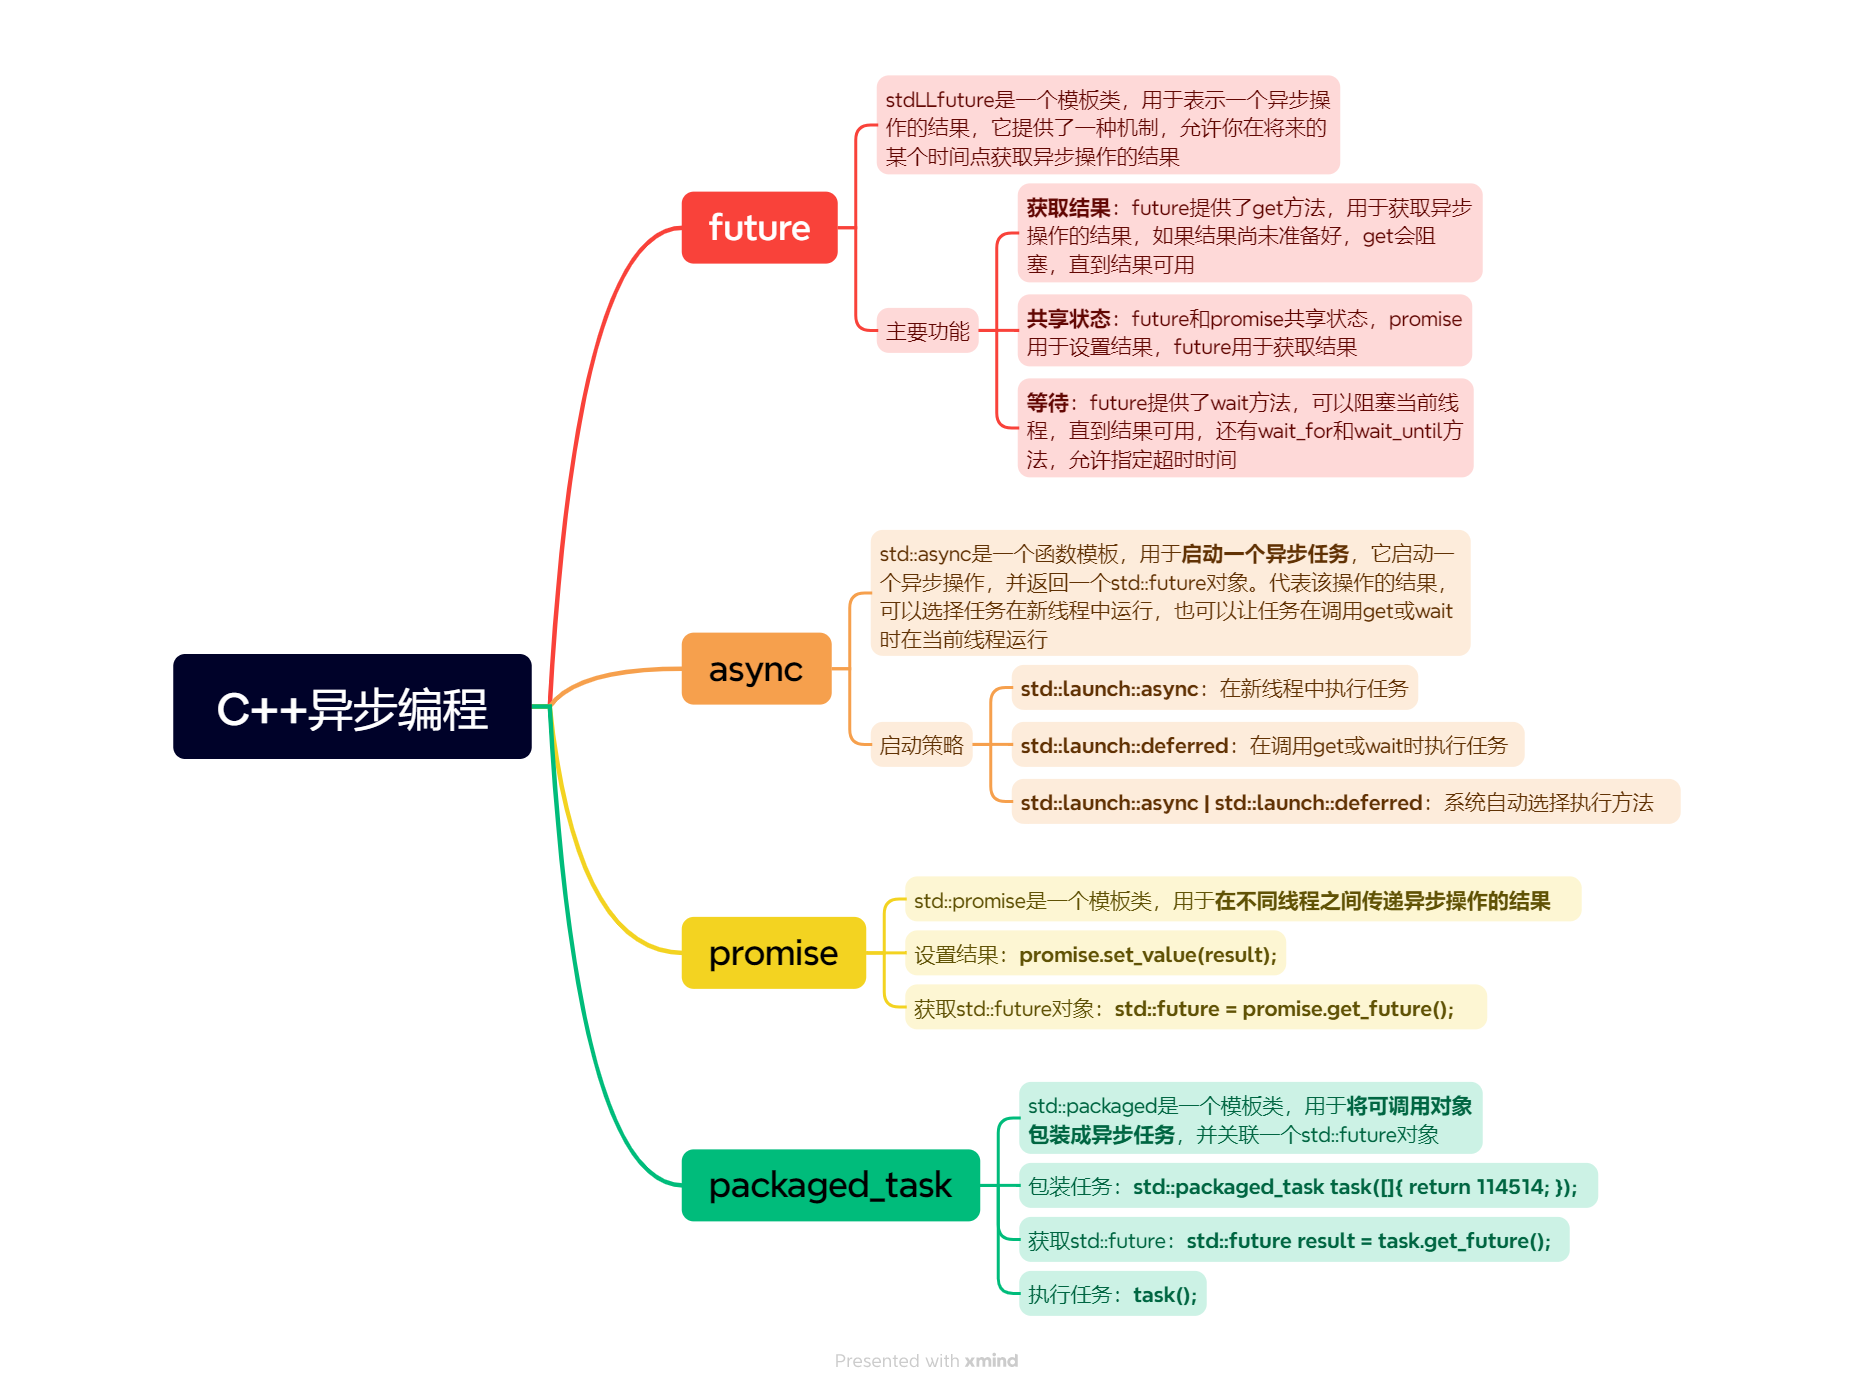 C++异步编程
future
stdLLfuture是一个模板类，用于表示一个异步操
作的结果，它提供了一种机制，允许你在将来的
某个时间点获取异步操作的结果
主要功能
获取结果：future提供了get方法，用于获取异步
操作的结果，如果结果尚未准备好，get会阻
塞，直到结果可用
共享状态：future和promise共享状态，promise
用于设置结果，future用于获取结果
等待：future提供了wait方法，可以阻塞当前线
程，直到结果可用，还有wait_for和wait_until方
法，允许指定超时时间
async
std::async是一个函数模板，用于启动一个异步任务，它启动一
个异步操作，并返回一个std::future对象。代表该操作的结果，
可以选择任务在新线程中运行，也可以让任务在调用get或wait
时在当前线程运行
启动策略
std::launch::async：在新线程中执行任务
std::launch::deferred：在调用get或wait时执行任务
std::launch::async | std::launch::deferred：系统自动选择执行方法
promise
std::promise是一个模板类，用于在不同线程之间传递异步操作的结果
设置结果：promise.set_value(result);
获取std::future对象：std::future = promise.get_future();
packaged_task
std::packaged是一个模板类，用于将可调用对象
包装成异步任务，并关联一个std::future对象
包装任务：std::packaged_task task([]{ return 114514; });
获取std::future：std::future result = task.get_future();
执行任务：task();
Presented with xmind